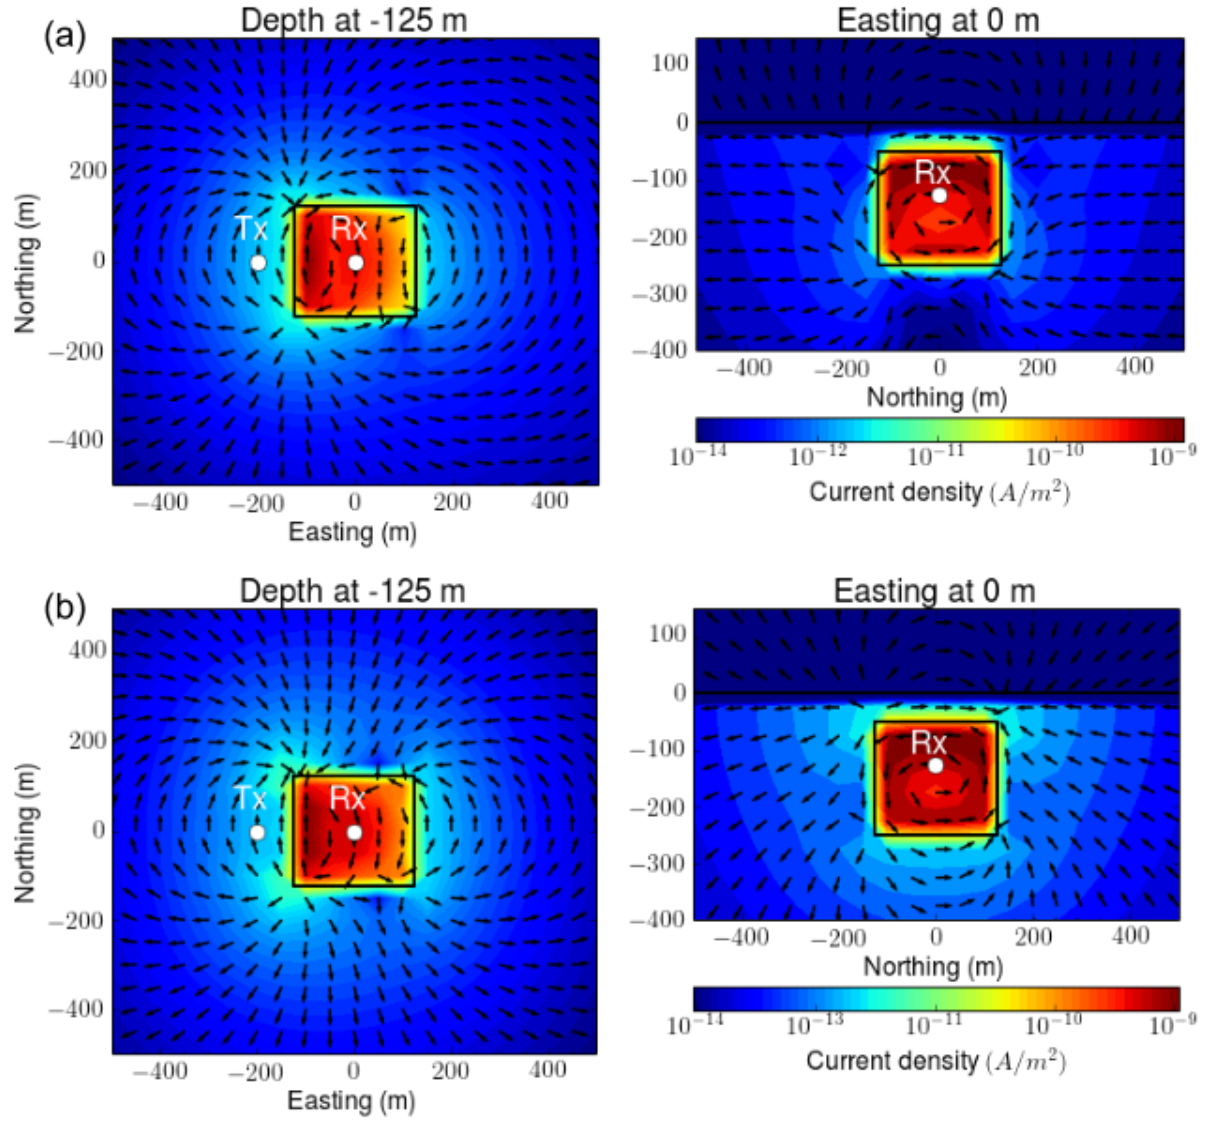 (a)
Depth at -125 m
Easting at 0 m
400
200
0
−200
−400
Northing (m)
Tx
Rx
−400
−200
0
200
400
Easting (m)
100
0
−100
−200
−300
−400
Rx
−400
−200
0
200
400
Northing (m)
10^{-14}
10^{-12}
10^{-11}
10^{-10}
10^{-9}
Current density (A/m^2)
(b)
Depth at -125 m
Easting at 0 m
400
200
0
−200
−400
Northing (m)
Tx
Rx
−400
−200
0
200
400
Easting (m)
100
0
−100
−200
−300
−400
Rx
−400
−200
0
200
400
Northing (m)
10^{-14}
10^{-13}
10^{-11}
10^{-10}
10^{-9}
Current density (A/m^2)